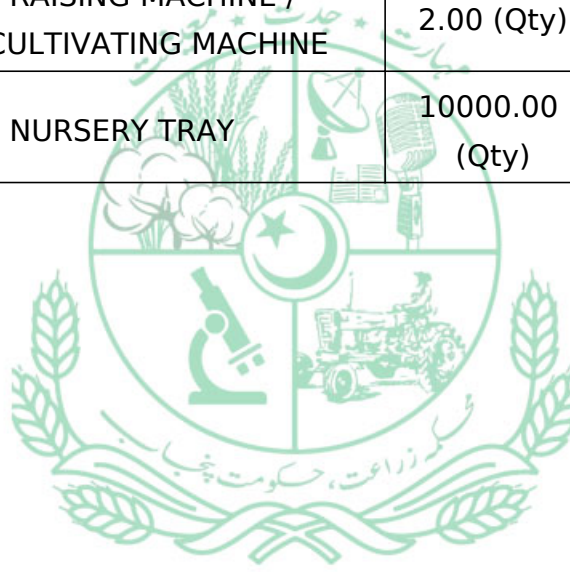 RAISING MACHINE /
CULTIVATING MACHINE
2.00 (Qty)
NURSERY TRAY
10000.00
(Qty)
محکمہ زراعت، حکومت پنجاب